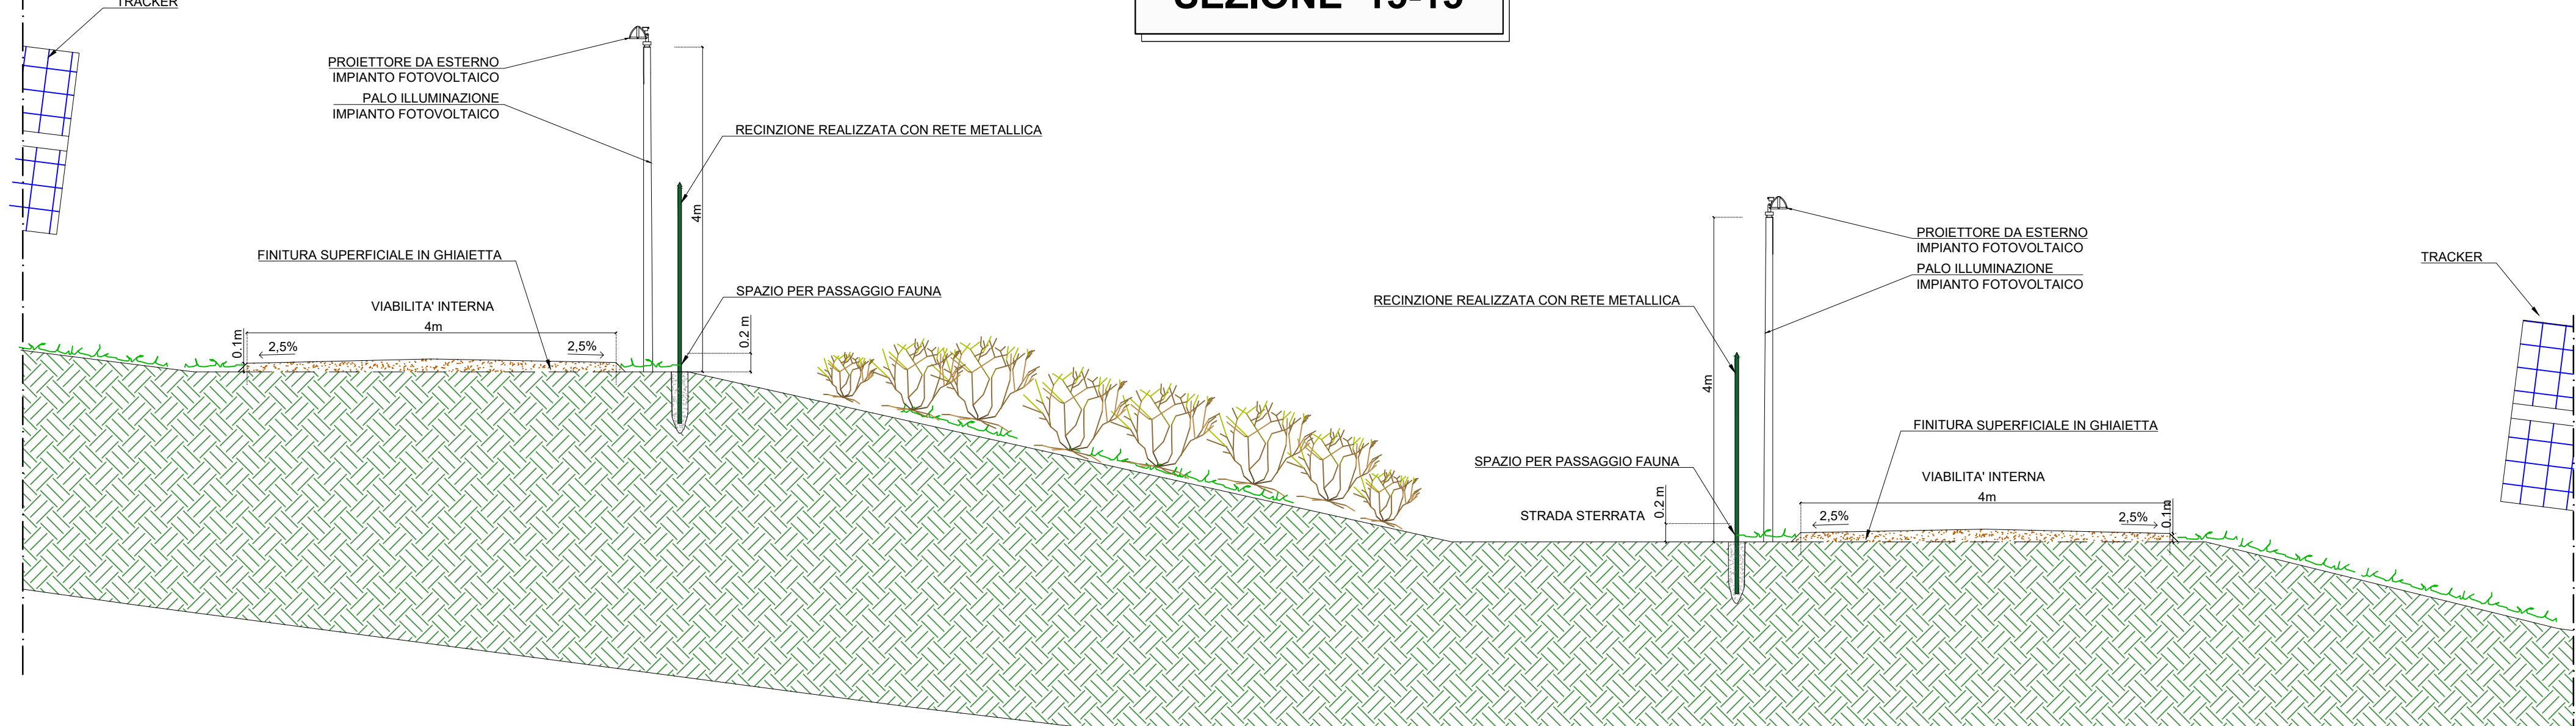 TRACKER
SEZIONE 15-15
PROIETTORE DA ESTERNO
IMPIANTO FOTOVOLTAICO
PALO ILLUMINAZIONE
IMPIANTO FOTOVOLTAICO
RECINZIONE REALIZZATA CON RETE METALLICA
4m
FINITURA SUPERFICIALE IN GHIAIETTA
SPAZIO PER PASSAGGIO FAUNA
VIABILITA' INTERNA
4m
0.1m
2,5%
2,5%
0.2 m
PROIETTORE DA ESTERNO
IMPIANTO FOTOVOLTAICO
PALO ILLUMINAZIONE
IMPIANTO FOTOVOLTAICO
TRACKER
RECINZIONE REALIZZATA CON RETE METALLICA
4m
FINITURA SUPERFICIALE IN GHIAIETTA
SPAZIO PER PASSAGGIO FAUNA
VIABILITA' INTERNA
4m
STRADA STERRATA
0.2 m
2,5%
2,5%
0.1m